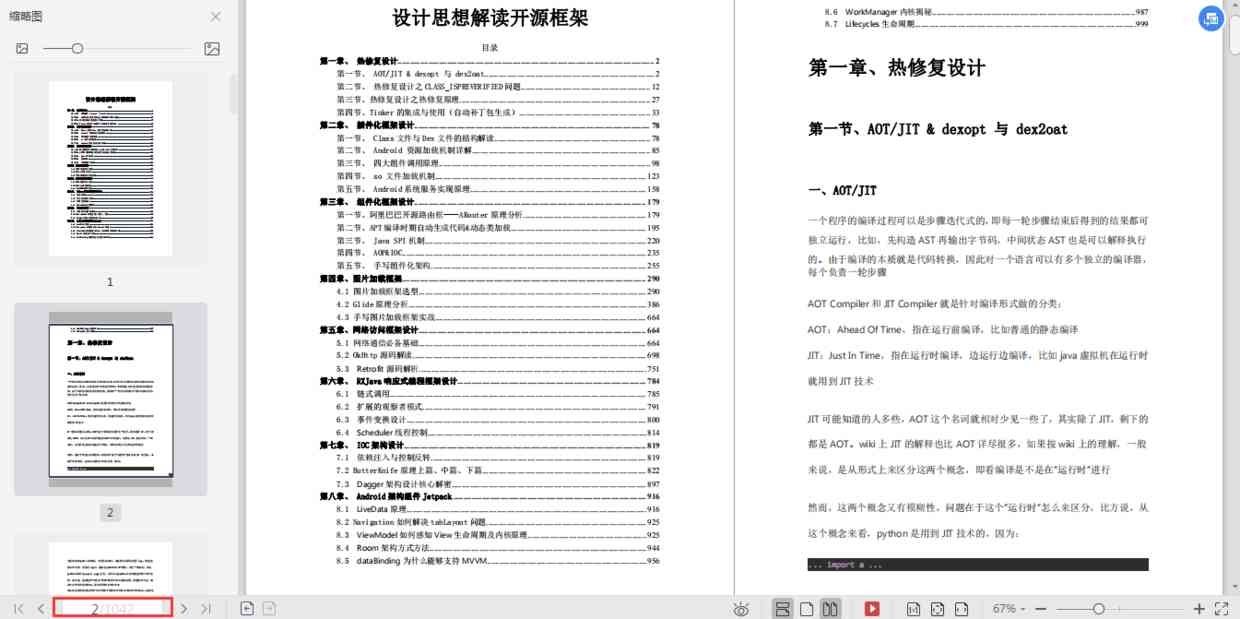 缩略图
1
2
设计思想解读开源框架
目录
第一章、 热修复设计 2
第一节、 AOT/JIT & dexopt 与 dex2oat 2
第二节、 热修复设计之 CLASS_ISPREVERIFIED 问题 12
第三节、热修复设计之热修复原理 27
第四节、Tinker 的集成与使用（自动补丁包生成） 33
第二章、 插件化框架设计 78
第一节、 Class 文件与 Dex 文件的结构解读 78
第二节、 Android 资源加载机制详解 85
第三节、 四大组件调用原理 98
第四节、 so 文件加载机制 123
第五节、 Android 系统服务实现原理 158
第三章、 组件化框架设计 179
第一节、阿里巴巴开源路由框——ARouter 原理分析 179
第二节、APT 编译时期自动生成代码&动态类加载 195
第三节、 Java SPI 机制 220
第四节、 AOP&IOC 235
第五节、 手写组件化架构 255
第四章、图片加载框架 290
4.1 图片加载框架选型 290
4.2 Glide 原理分析 386
4.3 手写图片加载框架实战 664
第五章、网络访问框架设计 664
5.1 网络通信必备基础 664
5.2 OkHttp 源码解读 698
5.3 Retrofit 源码解析 751
第六章、 RXJava 响应式编程框架设计 784
6.1 链式调用 785
6.2 扩展的观察者模式 791
6.3 事件变换设计 800
6.4 Scheduler 线程控制 814
第七章、 IOC 架构设计 819
7.1 依赖注入与控制反转 819
7.2 ButterKnife 原理上篇、中篇、下篇 822
7.3 Dagger 架构设计核心解密 897
第八章、 Android 架构组件 Jetpack 916
8.1 LiveData 原理 916
8.2 Navigation 如何解决 tabLayout 问题 925
8.3 ViewModel 如何感知 View 生命周期及内核原理 925
8.4 Room 架构方式方法 944
8.5 dataBinding 为什么能够支持 MVVM 956
8.6 WorkManager 内核揭秘 987
8.7 Lifecycles 生命周期 999
第一章、热修复设计
第一节、AOT/JIT & dexopt 与 dex2oat
一、AOT/JIT
一个程序的编译过程可以是步骤迭代式的，即每一轮步骤结束后得到的结果都可
独立运行，比如，先构造 AST 再输出字节码，中间状态 AST 也是可以解释执行
的。由于编译的本质就是代码转换，因此对一个语言可以有多个独立的编译器，
每个负责一轮步骤
AOT Compiler 和 JIT Compiler 就是针对编译形式做的分类：
AOT：Ahead Of Time，指在运行前编译，比如普通的静态编译
JIT：Just In Time，指在运行时编译，边运行边编译，比如 java 虚拟机在运行时
就用到 JIT 技术
JIT 可能知道的人多些，AOT 这个名词就相对少见一些了，其实除了 JIT，剩下的
都是 AOT。wiki 上 JIT 的解释也比 AOT 详尽很多，如果按 wiki 上的理解，一般
来说，是从形式上来区分这两个概念，即看编译是不是在“运行时”进行
然而，这两个概念又有模糊性，问题在于这个“运行时”怎么来区分，比方说，从
这个概念来看，python 是用到 JIT 技术的，因为：
... import a ...
2/1042
67%